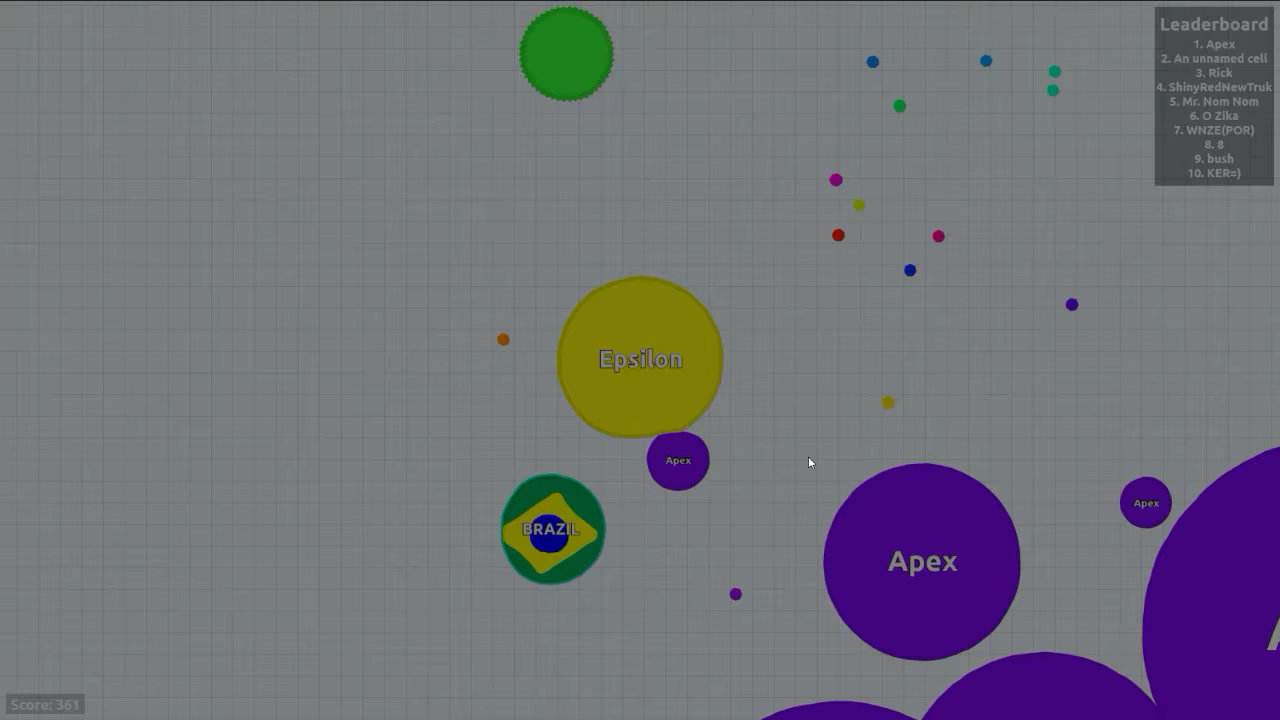 Leaderboard
1. Apex
2. An unnamed cell
3. Rick
4. ShinyRedNewTruk
5. Mr. Nom Nom
6. O Zika
7. WNZE(POR)
8. 8
9. bush
10. KER=)
Epsilon
Apex
Apex
BRAZIL
Apex
Score: 361